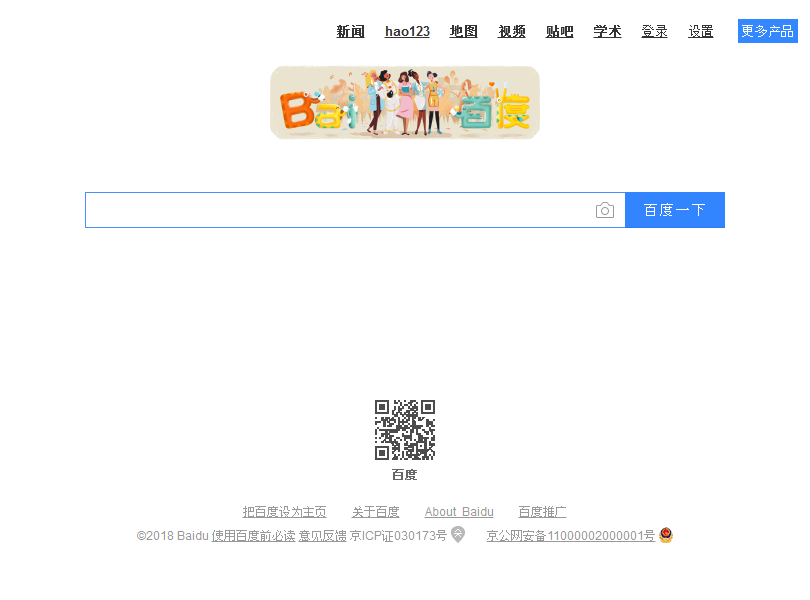 新闻 hao123 地图 视频 贴吧 学术 登录 设置 更多产品
Bai 百度
百度一下
百度
把百度设为主页 关于百度 About Baidu 百度推广
©2018 Baidu 使用百度前必读 意见反馈 京ICP证030173号 京公网安备11000002000001号